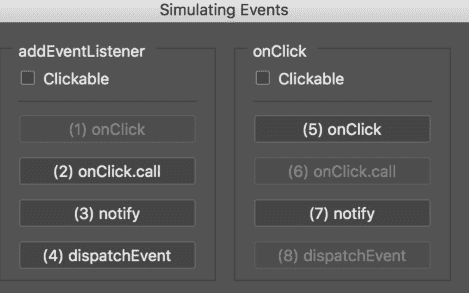 Simulating Events
addEventListener
Clickable
(1) onClick
(2) onClick.call
(3) notify
(4) dispatchEvent
onClick
Clickable
(5) onClick
(6) onClick.call
(7) notify
(8) dispatchEvent